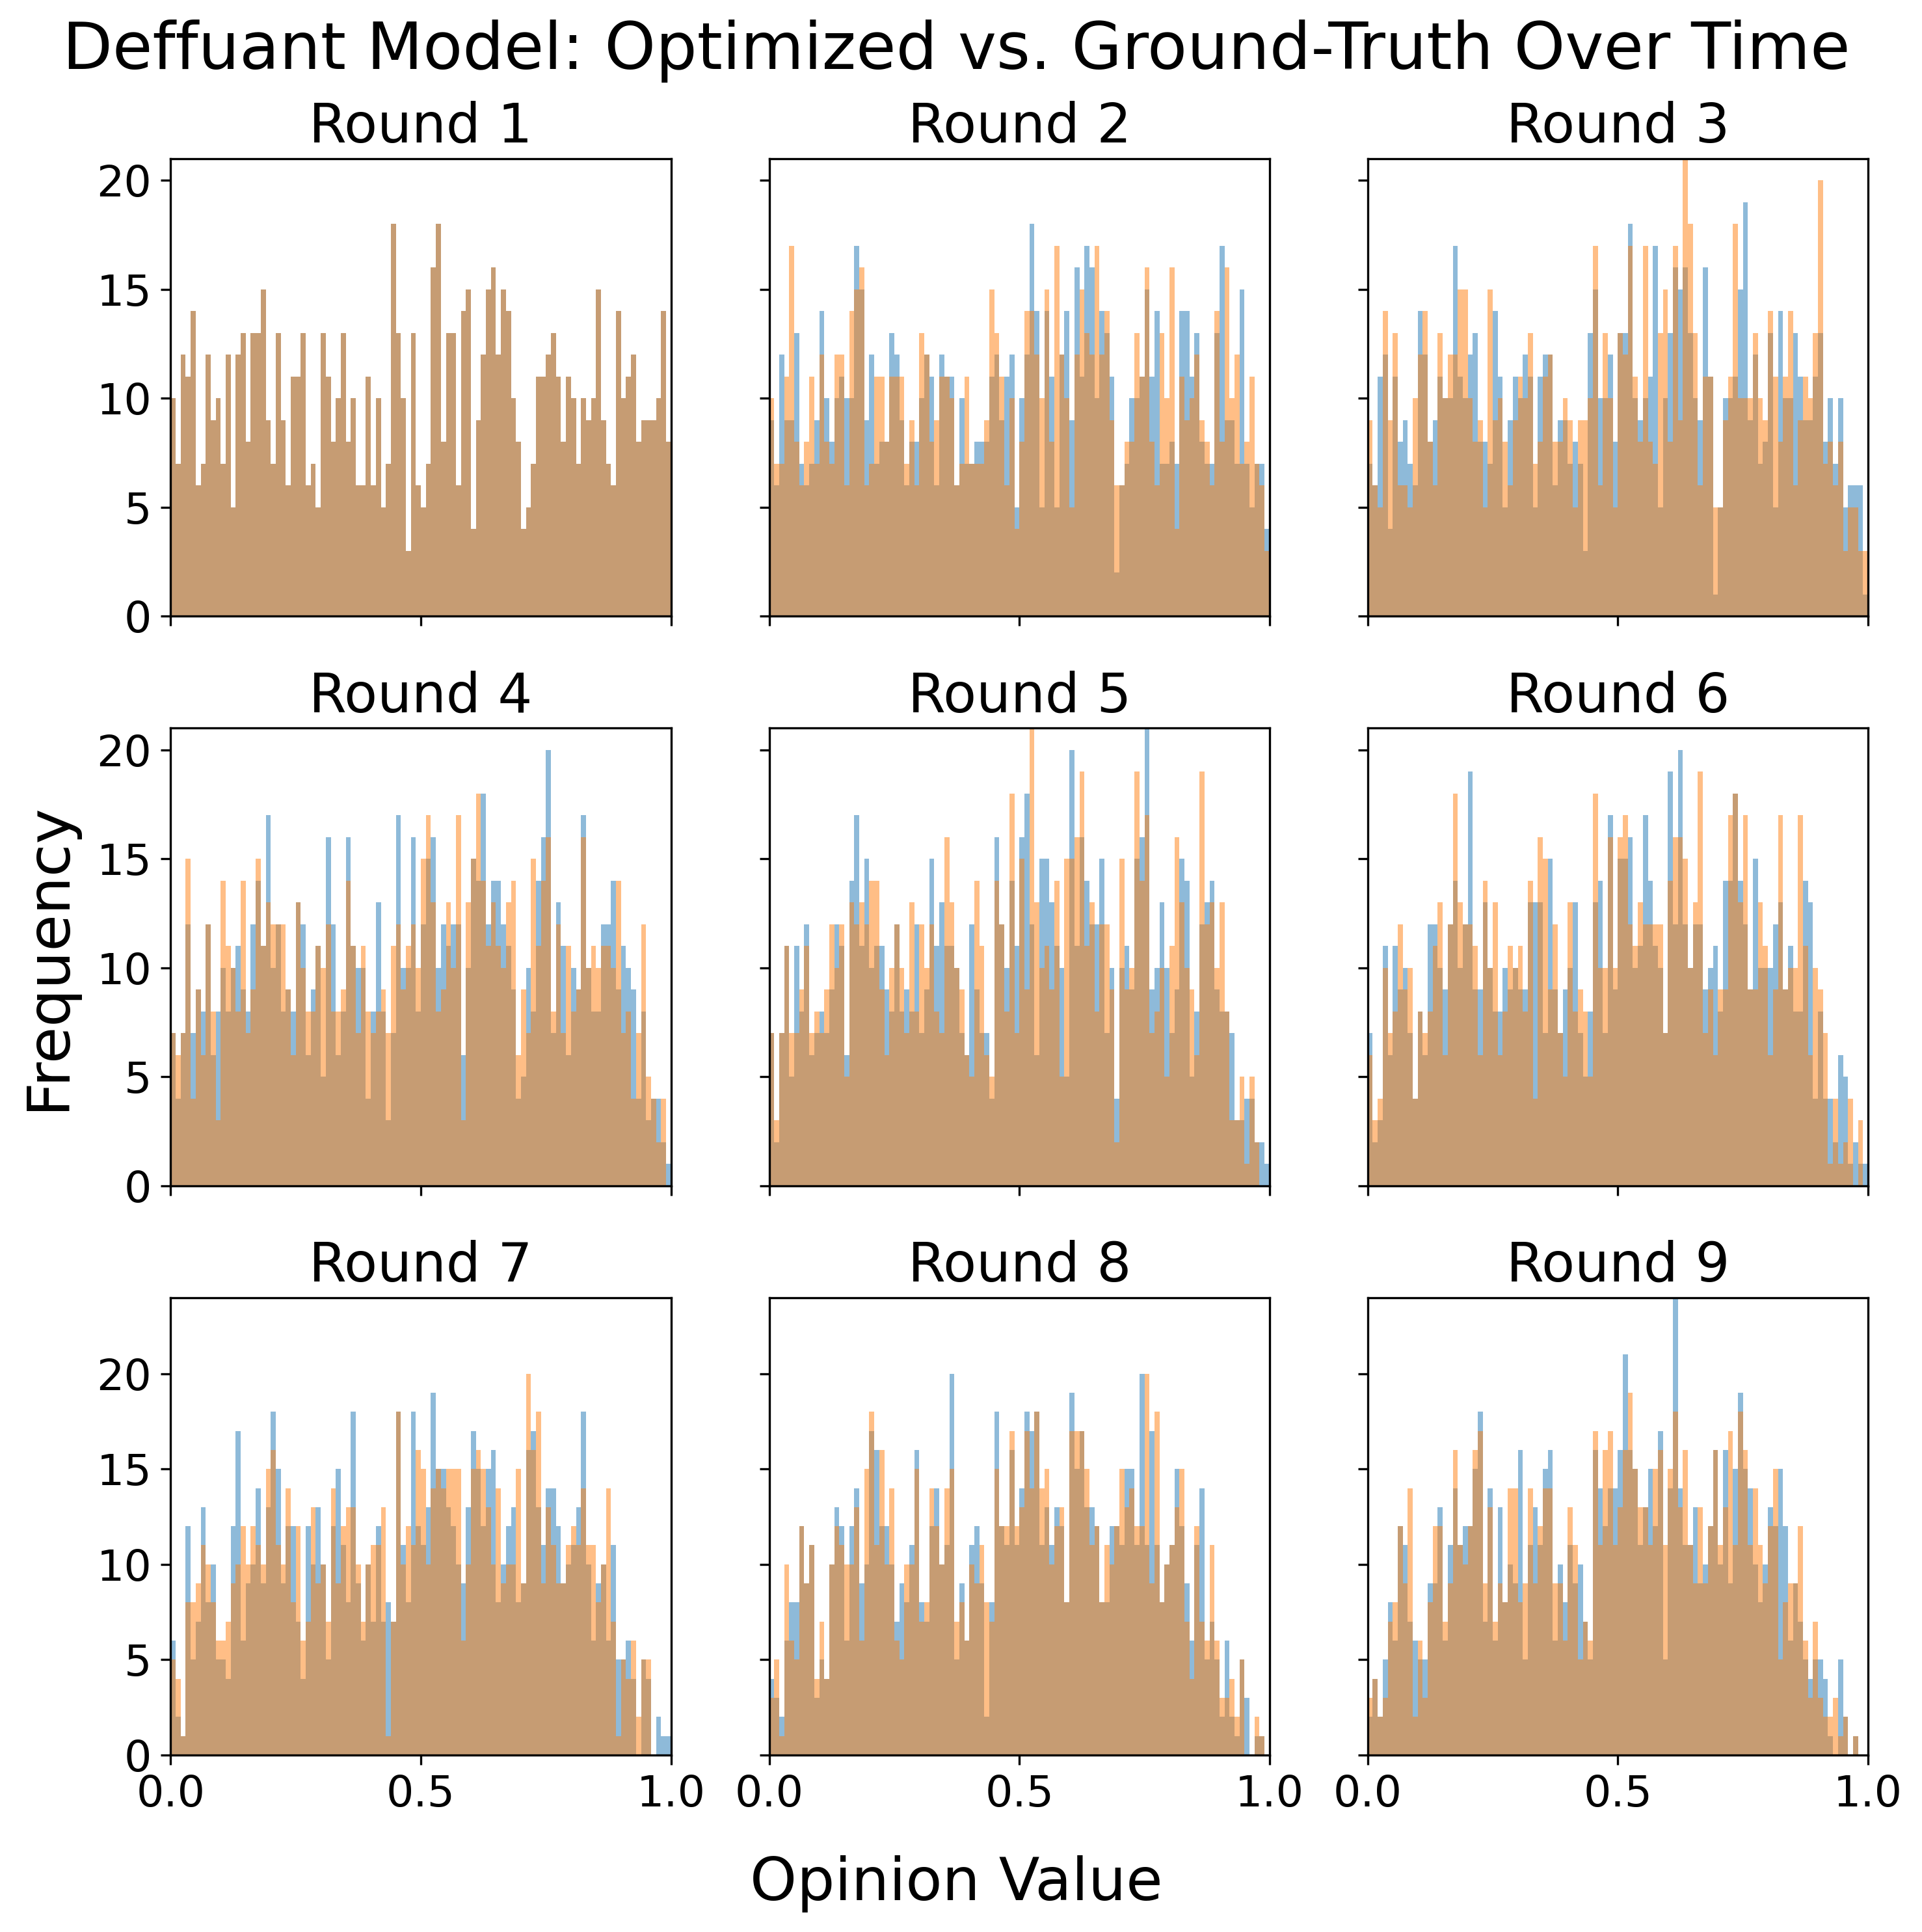 Deffuant Model: Optimized vs. Ground-Truth Over Time
Round 1
Round 2
Round 3
20
15
10
5
0
Round 4
Round 5
Round 6
20
15
10
5
0
Frequency
Round 7
Round 8
Round 9
20
15
10
5
0
0.0 0.5 1.0
0.0 0.5 1.0
0.0 0.5 1.0
Opinion Value